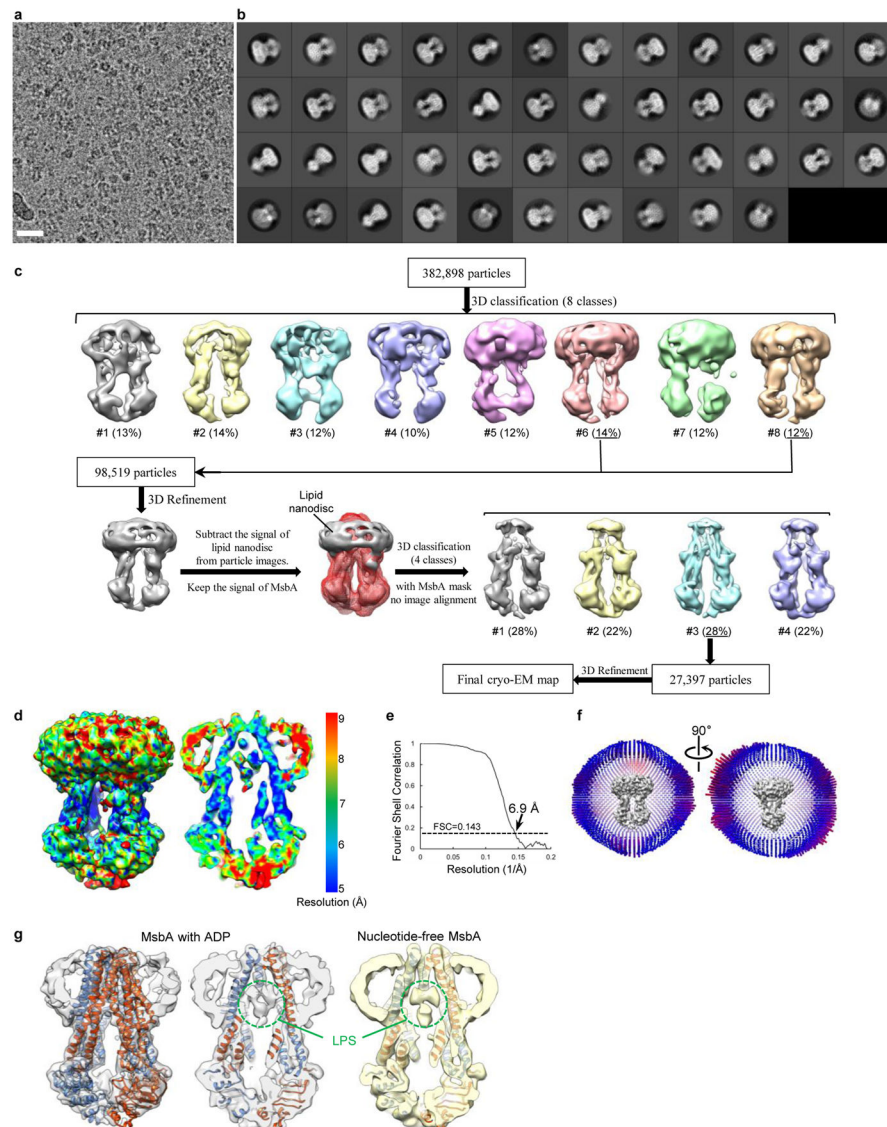 a
b
c
382,898 particles
3D classification (8 classes)
#1 (13%)
#2 (14%)
#3 (12%)
#4 (10%)
#5 (12%)
#6 (14%)
#7 (12%)
#8 (12%)
98,519 particles
3D Refinement
Subtract the signal of
lipid nanodisc
from particle images.
Keep the signal of MsbA
Lipid
nanodisc
3D classification
(4 classes)
with MsbA mask
no image alignment
#1 (28%)
#2 (22%)
#3 (28%)
#4 (22%)
Final cryo-EM map
3D Refinement
27,397 particles
d
9
8
7
6
5
Resolution (Å)
e
Fourier Shell Correlation
1.0
0.8
0.6
0.4
0.2
0
FSC=0.143
6.9 Å
0
0.05
0.1
0.15
0.2
Resolution (1/Å)
f
90°
g
MsbA with ADP
Nucleotide-free MsbA
LPS